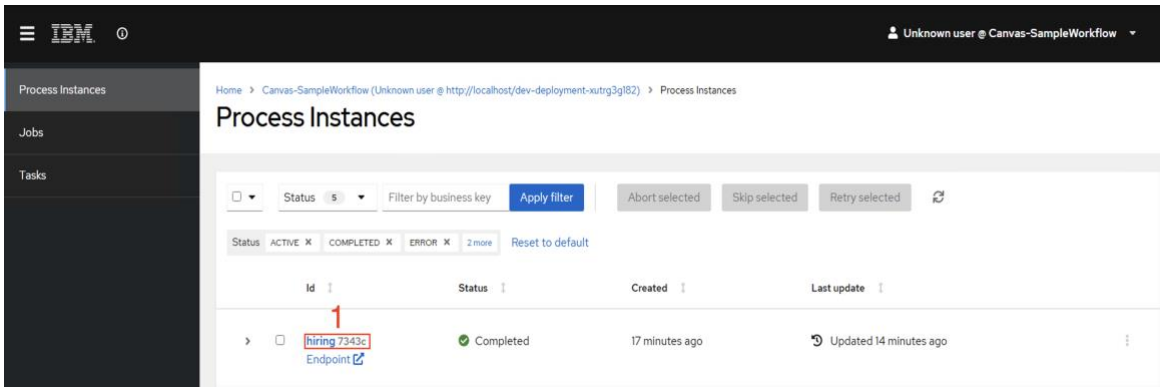 IBM
Unknown user @ Canvas-SampleWorkflow
Process Instances
Jobs
Tasks
Home > Canvas-SampleWorkflow (Unknown user @ http://localhost/dev-deployment-xutrg3gl82) > Process Instances
Process Instances
Status 5 Filter by business key Apply filter Abort selected Skip selected Retry selected
Status ACTIVE × COMPLETED × ERROR × 2 more Reset to default
Id Status Created Last update
1
hiring 7343c Completed 17 minutes ago Updated 14 minutes ago
Endpoint